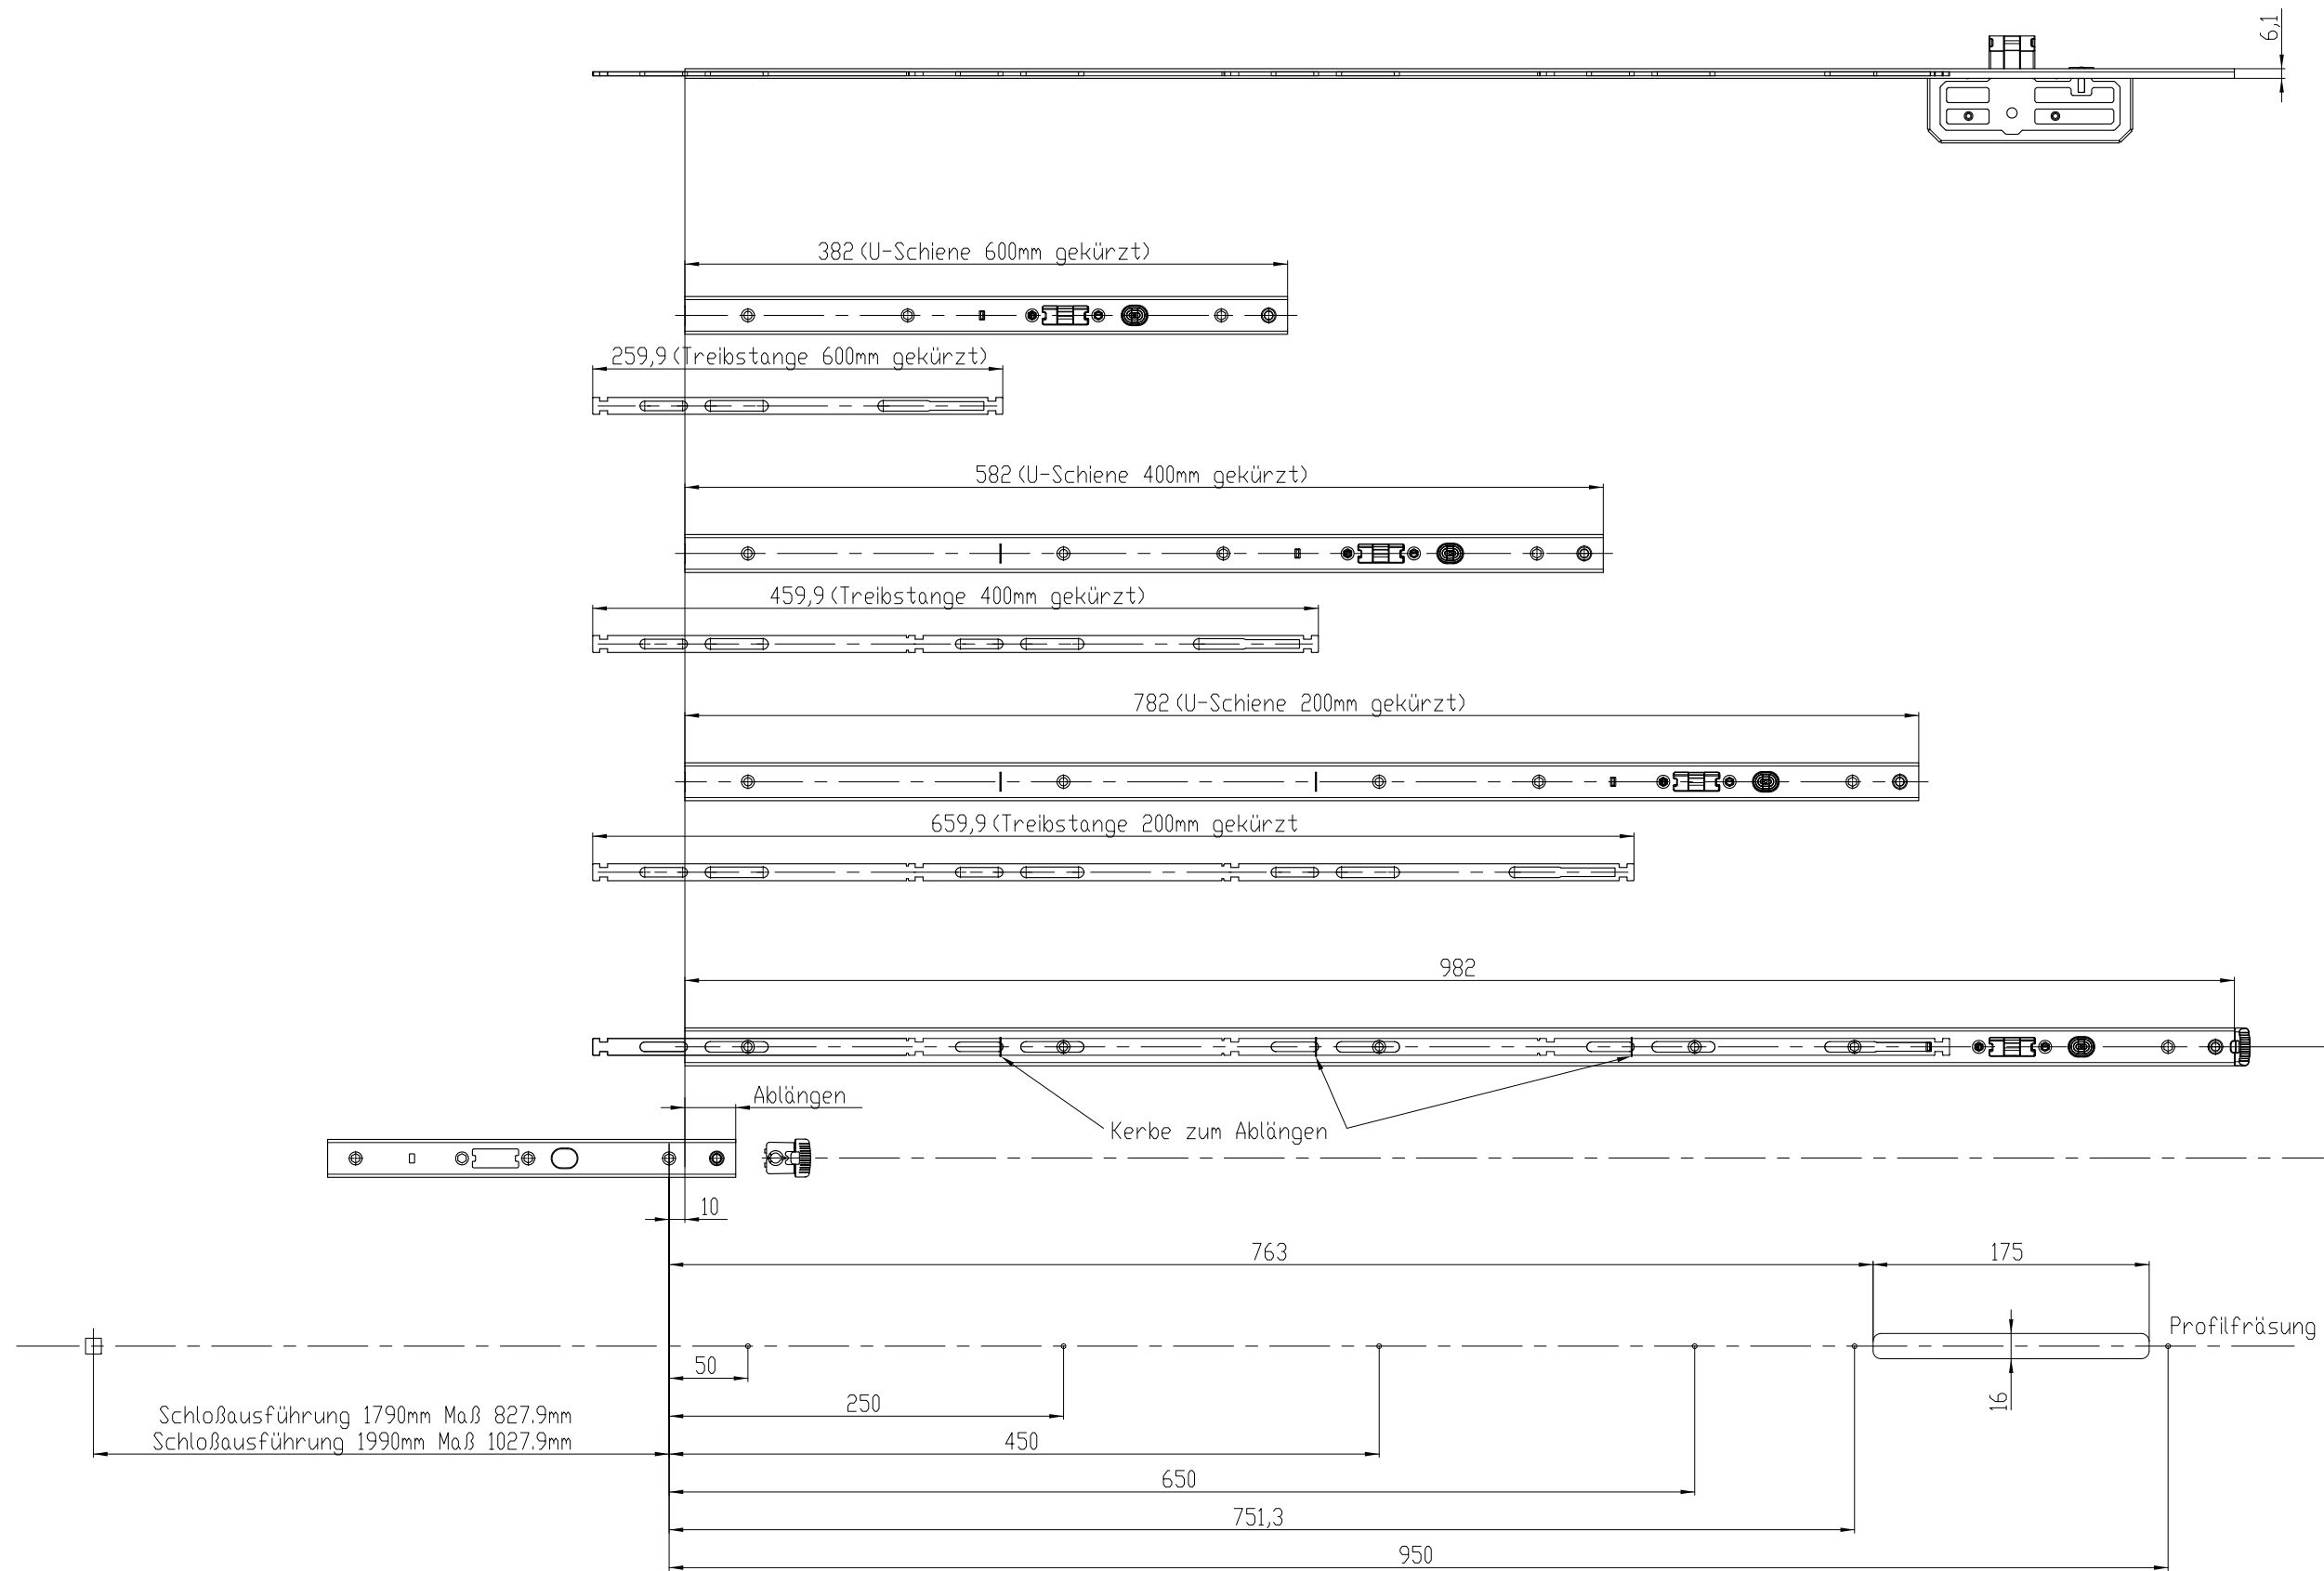 6,1
382 (U-Schiene 600mm gekürzt)
259,9 (Treibstange 600mm gekürzt)
582 (U-Schiene 400mm gekürzt)
459,9 (Treibstange 400mm gekürzt)
782 (U-Schiene 200mm gekürzt)
659,9 (Treibstange 200mm gekürzt
982
Ablängen
Kerbe zum Ablängen
10
763
175
Profilfräsung
50
16
250
Schloßausführung 1790mm Maß 827.9mm
Schloßausführung 1990mm Maß 1027.9mm
450
650
751,3
950